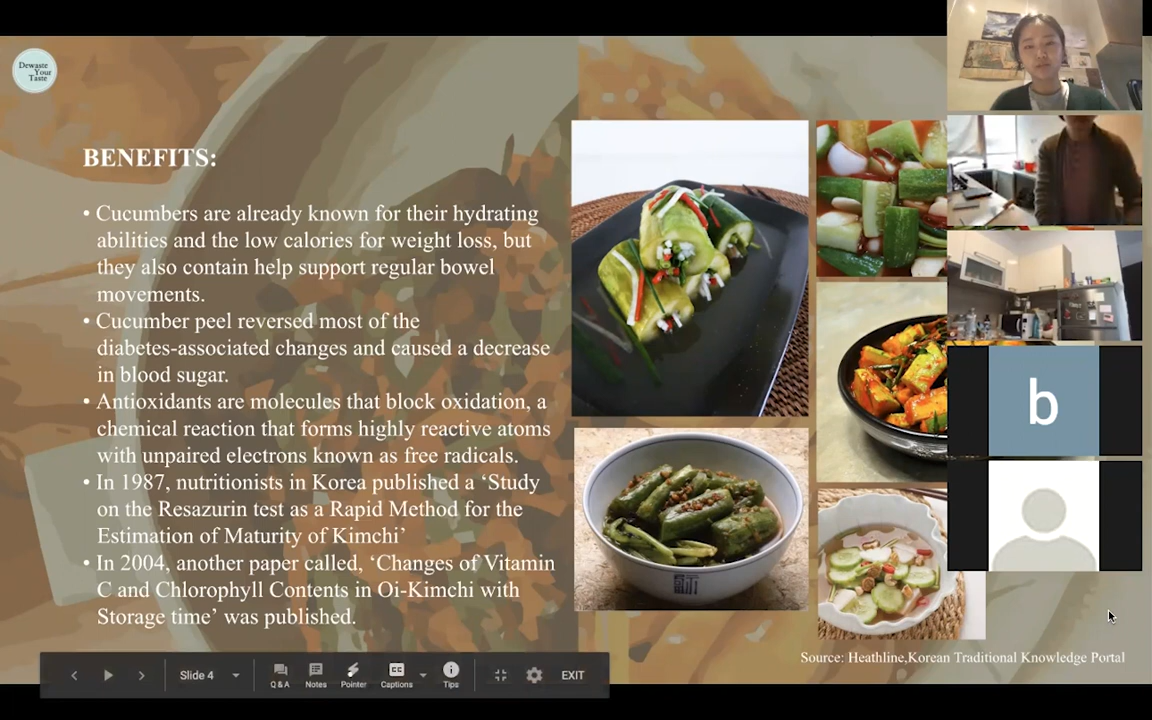 Dewaste
Your
Taste
BENEFITS:
• Cucumbers are already known for their hydrating
abilities and the low calories for weight loss, but
they also contain help support regular bowel
movements.
• Cucumber peel reversed most of the
diabetes-associated changes and caused a decrease
in blood sugar.
• Antioxidants are molecules that block oxidation, a
chemical reaction that forms highly reactive atoms
with unpaired electrons known as free radicals.
• In 1987, nutritionists in Korea published a ‘Study
on the Resazurin test as a Rapid Method for the
Estimation of Maturity of Kimchi’
• In 2004, another paper called, ‘Changes of Vitamin
C and Chlorophyll Contents in Oi-Kimchi with
Storage time’ was published.
b
Source: Heathline,Korean Traditional Knowledge Portal
Slide 4
Q & A
Notes
Pointer
CC
Captions
Tips
EXIT